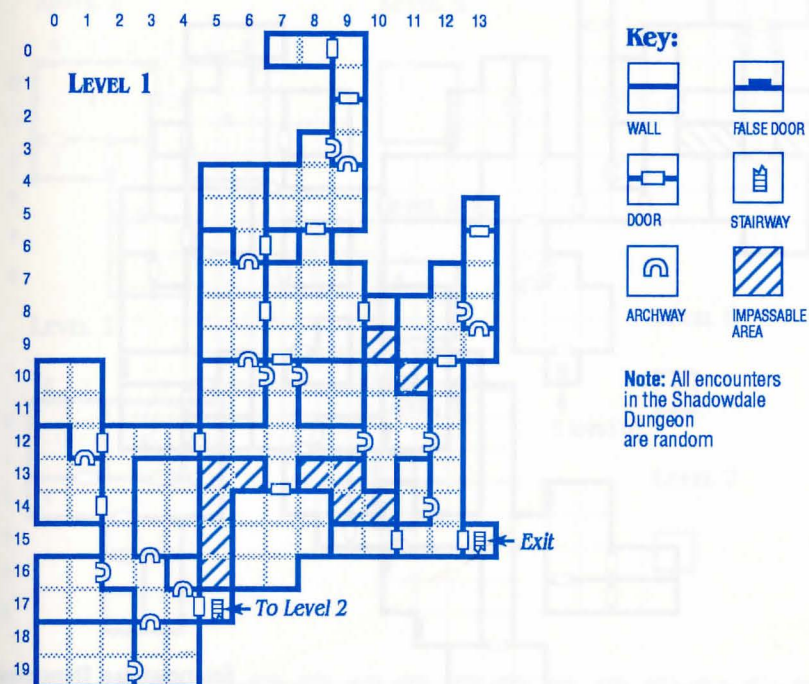 0 1 2 3 4 5 6 7 8 9 10 11 12 13
0
1
2
3
4
5
6
7
8
9
10
11
12
13
14
15
16
17
18
19
LEVEL 1
Exit
To Level 2
Key:
WALL
FALSE DOOR
DOOR
STAIRWAY
ARCHWAY
IMPASSABLE
AREA
Note: All encounters
in the Shadowdale
Dungeon
are random